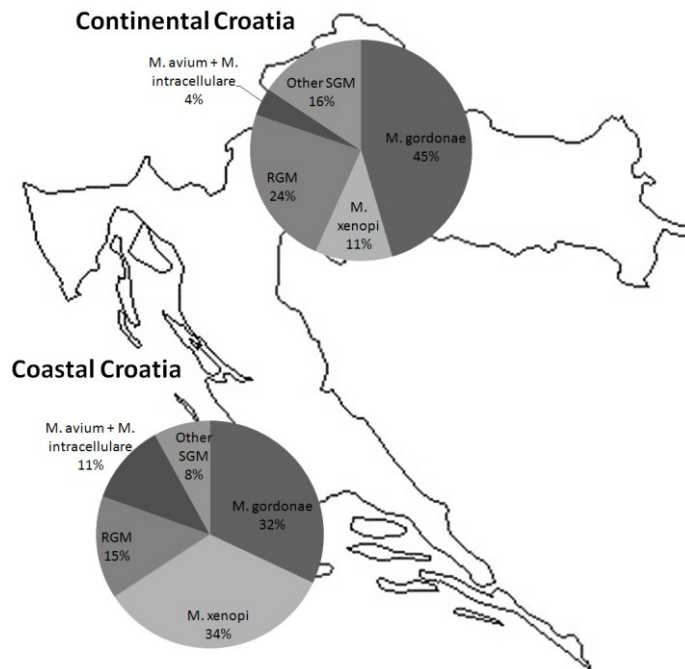 Continental Croatia
M. avium + M.
intracellulare
4%
Other SGM
16%
M. gordonae
45%
RGM
24%
M.
xenopi
11%
Coastal Croatia
M. avium + M.
intracellulare
11%
Other
SGM
8%
M. gordonae
32%
RGM
15%
M. xenopi
34%